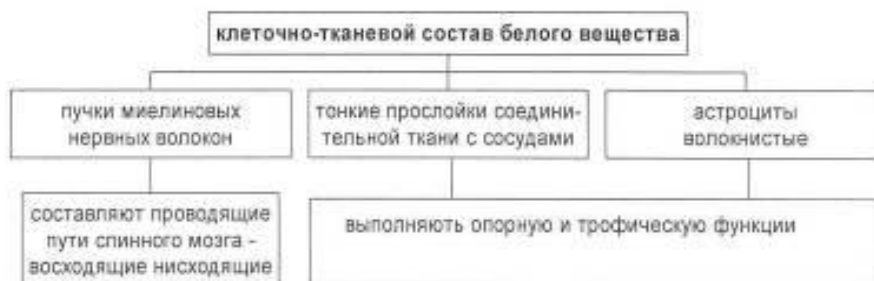 клеточно-тканевой состав белого вещества
пучки миелиновых
нервных волокон
тонкие прослойки соедини-
тельной ткани с сосудами
астроциты
волокнистые
составляют проводящие
пути спинного мозга -
восходящие нисходящие
выполняють опорную и трофическую функции